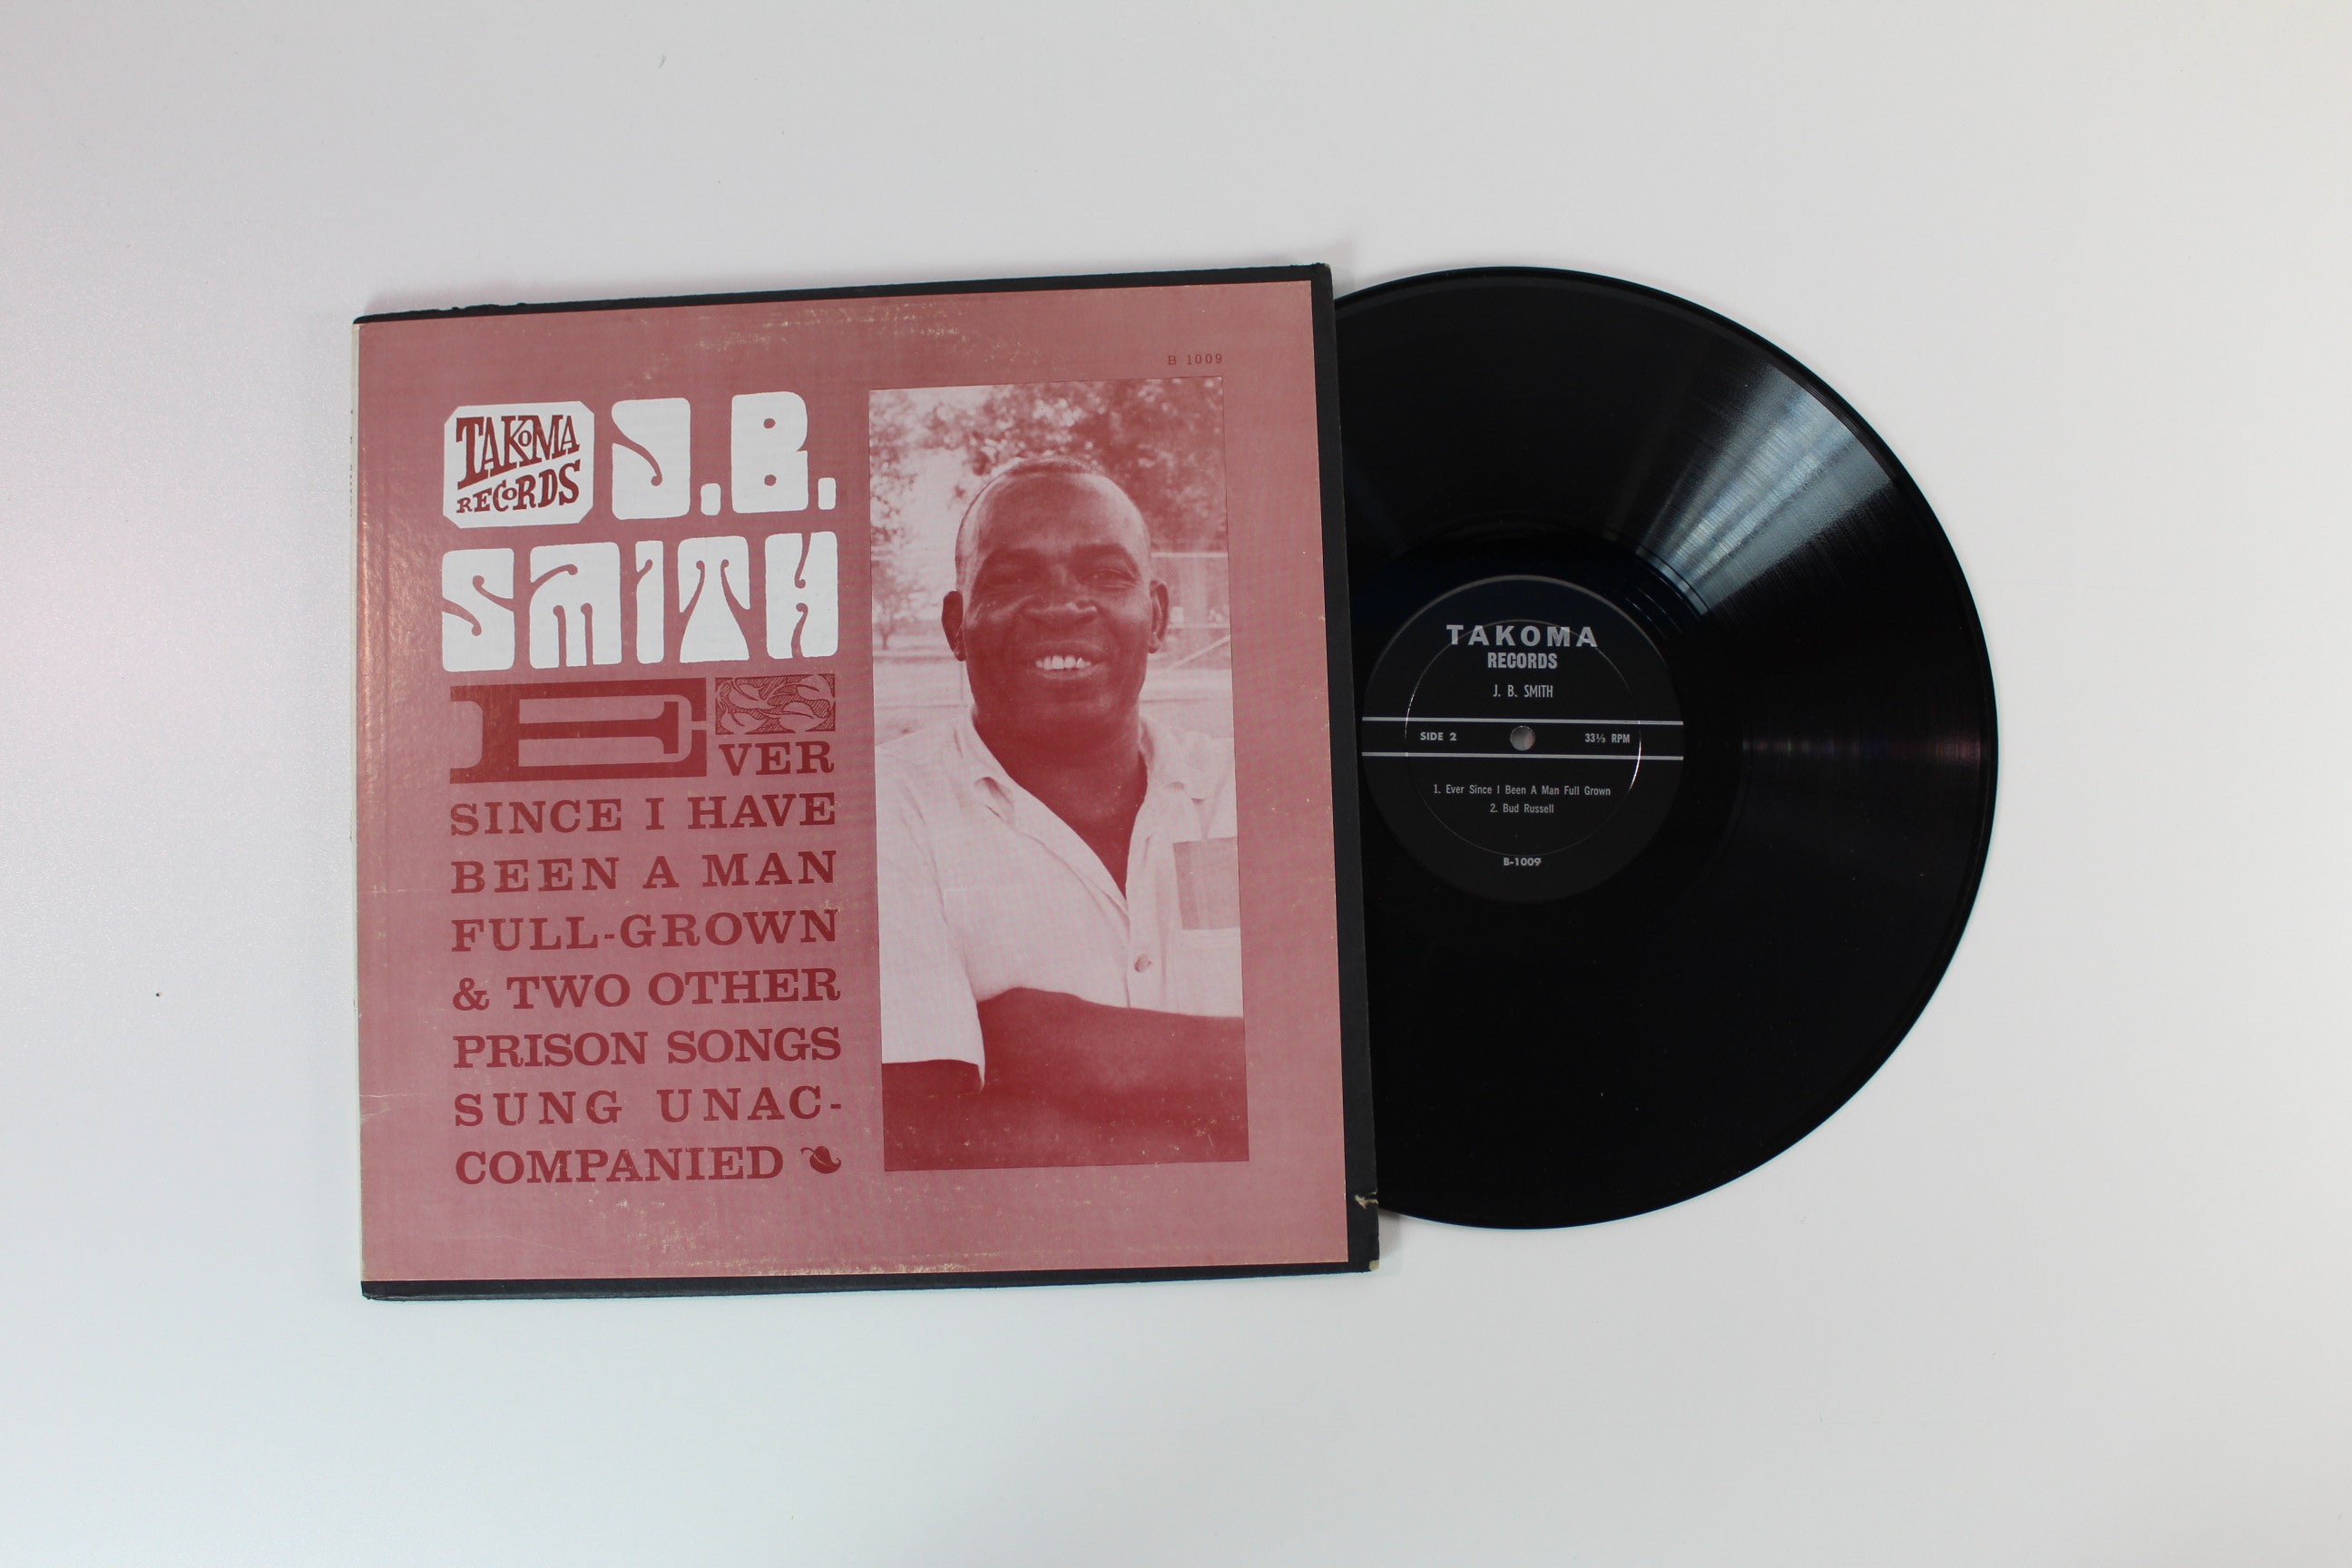 B 1009
TAKOMA
RECORDS
J.B.
SMITH
EVER
SINCE I HAVE
BEEN A MAN
FULL-GROWN
& TWO OTHER
PRISON SONGS
SUNG UNAC-
COMPANIED
TAKOMA
RECORDS
J. B. SMITH
SIDE 2
33⅓ RPM
1. Ever Since I Been A Man Full Grown
2. Bud Russell
B-1009